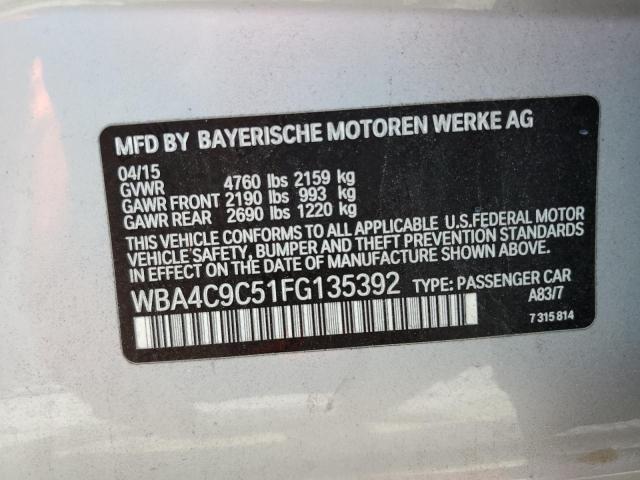 MFD BY BAYERISCHE MOTOREN WERKE AG
04/15
GVWR 4760 lbs 2159 kg
GAWR FRONT 2190 lbs 993 kg
GAWR REAR 2690 lbs 1220 kg
THIS VEHICLE CONFORMS TO ALL APPLICABLE U.S.FEDERAL MOTOR
VEHICLE SAFETY, BUMPER AND THEFT PREVENTION STANDARDS
IN EFFECT ON THE DATE OF MANUFACTURE SHOWN ABOVE.
WBA4C9C51FG135392 TYPE: PASSENGER CAR
A83/7
7 315 814